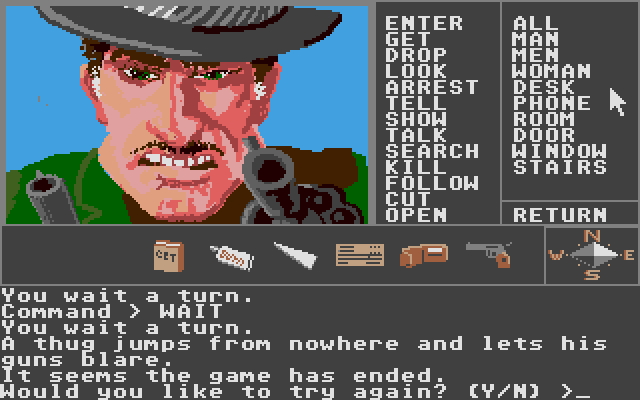 ENTER
GET
DROP
LOOK
ARREST
TELL
SHOW
TALK
SEARCH
KILL
FOLLOW
CUT
OPEN
ALL
MAN
MEN
WOMAN
DESK
PHONE
ROOM
DOOR
WINDOW
STAIRS
RETURN
GET
N
W E
S
You wait a turn.
Command > WAIT
You wait a turn.
A thug jumps from nowhere and lets his
guns blare.
It seems the game has ended,
Would you like to try again? (Y/N) >_